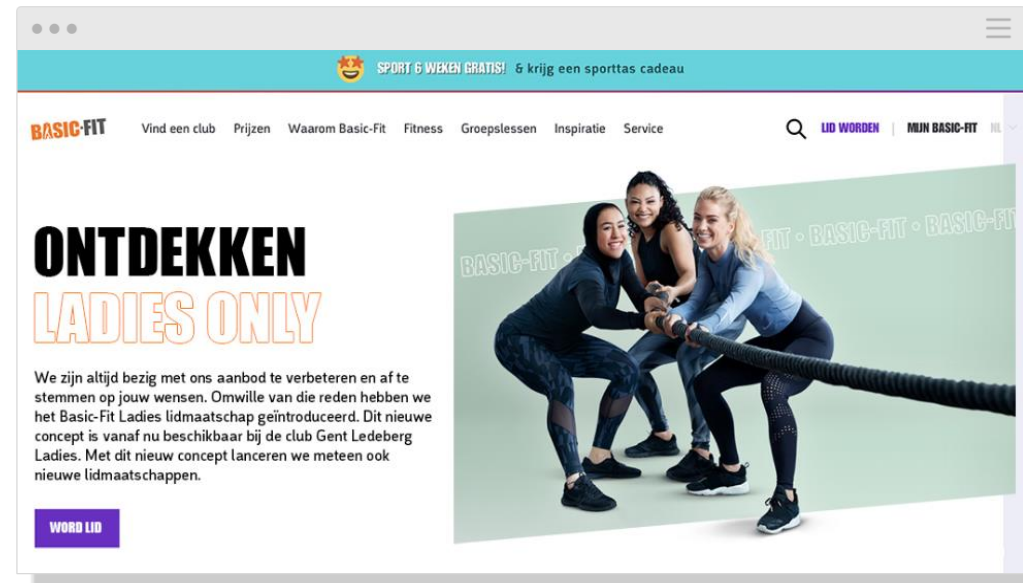 SPORT 6 WEKEN GRATIS! & krijg een sporttas cadeau
BASIC-FIT Vind een club Prijzen Waarom Basic-Fit Fitness Groepslessen Inspiratie Service LID WORDEN | MIJN BASIC-FIT NL
ONTDEKKEN
LADIES ONLY
BASIC-FIT • FIT • BASIC-FIT • BASIC-FIT
We zijn altijd bezig met ons aanbod te verbeteren en af te
stemmen op jouw wensen. Omwille van die reden hebben we
het Basic-Fit Ladies lidmaatschap geïntroduceerd. Dit nieuwe
concept is vanaf nu beschikbaar bij de club Gent Ledeberg
Ladies. Met dit nieuw concept lanceren we meteen ook
nieuwe lidmaatschappen.
WORD LID